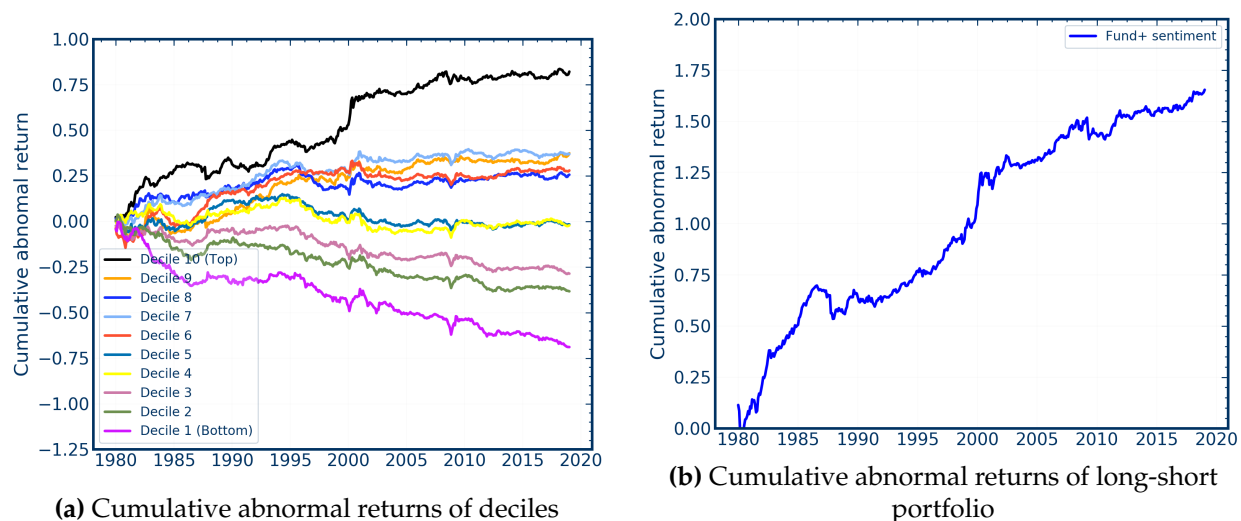 1.00
0.75
0.50
0.25
0.00
−0.25
−0.50
−0.75
−1.00
−1.25
Cumulative abnomal return
Decile 10 (Top)
Decile 9
Decile 8
Decile 7
Decile 6
Decile 5
Decile 4
Decile 3
Decile 2
Decile 1 (Bottom)
1980 1985 1990 1995 2000 2005 2010 2015 2020
(a) Cumulative abnormal returns of deciles
2.00
1.75
1.50
1.25
1.00
0.75
0.50
0.25
0.00
Cumulative abnormal return
Fund+ sentiment
1980 1985 1990 1995 2000 2005 2010 2015 2020
(b) Cumulative abnormal returns of long-short
portfolio